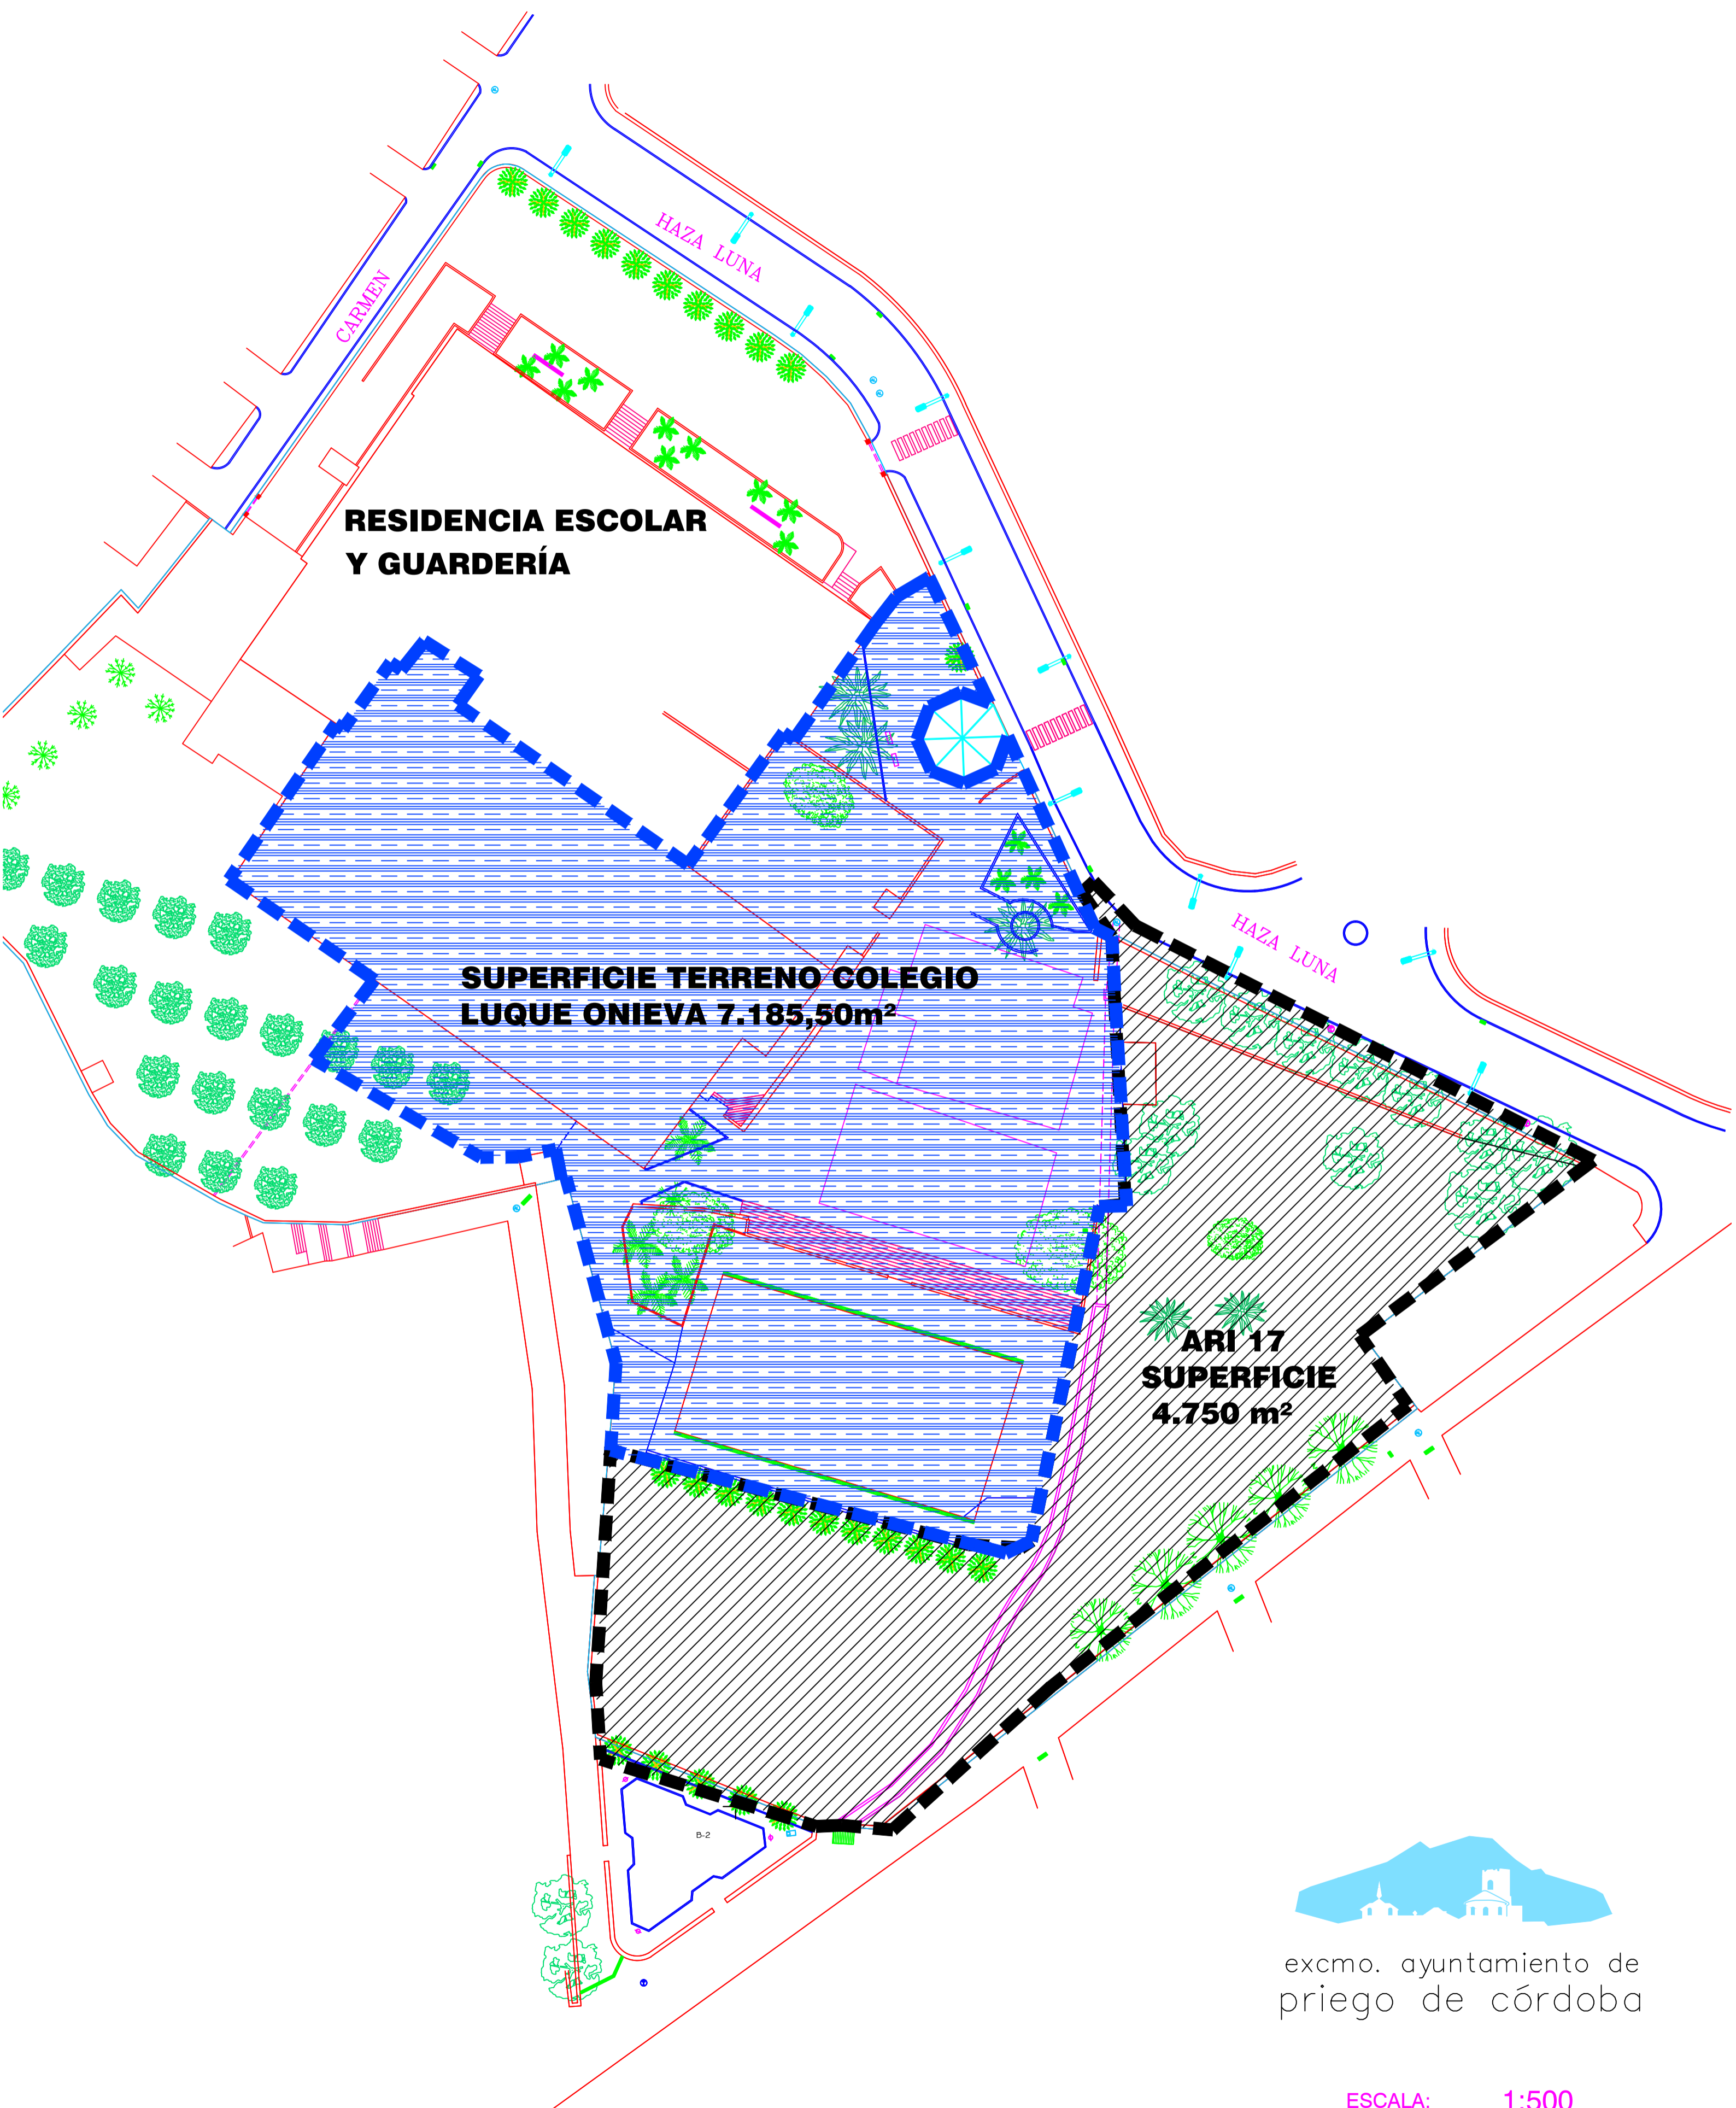 HAZA LUNA
CARMEN
RESIDENCIA ESCOLAR
Y GUARDERÍA
HAZA LUNA
SUPERFICIE TERRENO COLEGIO
LUQUE ONIEVA 7.185,50m²
ARI 17
SUPERFICIE
4.750 m²
B-2
excmo. ayuntamiento de
priego de córdoba
ESCALA: 1:500